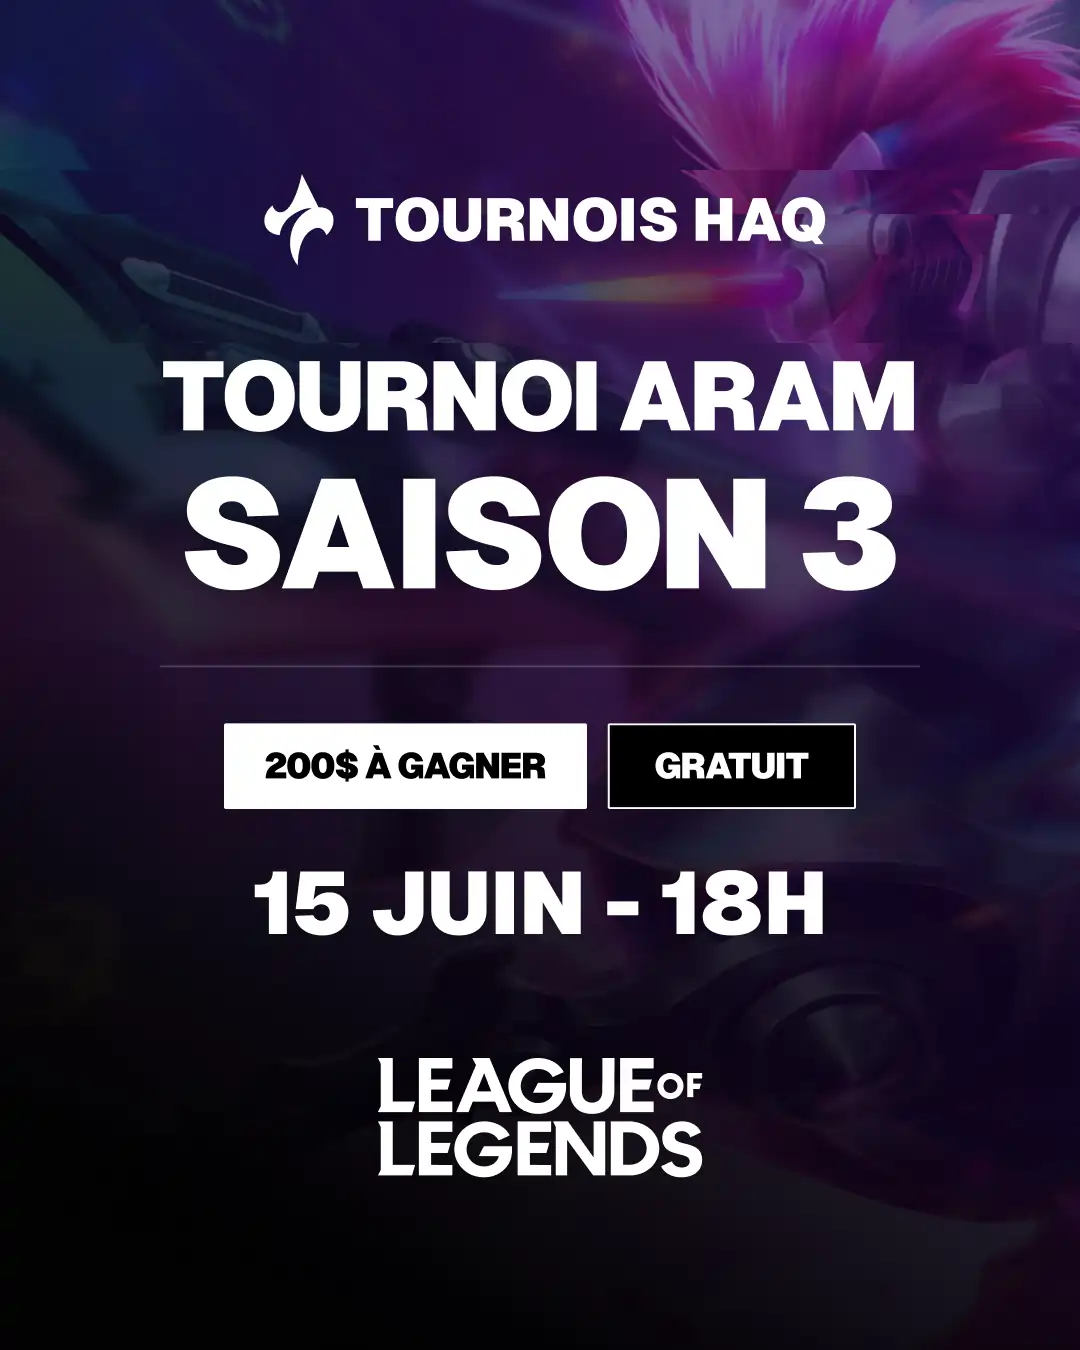 TOURNOIS HAQ
TOURNOI ARAM
SAISON 3
200$ À GAGNER
GRATUIT
15 JUIN - 18H
LEAGUE OF
LEGENDS